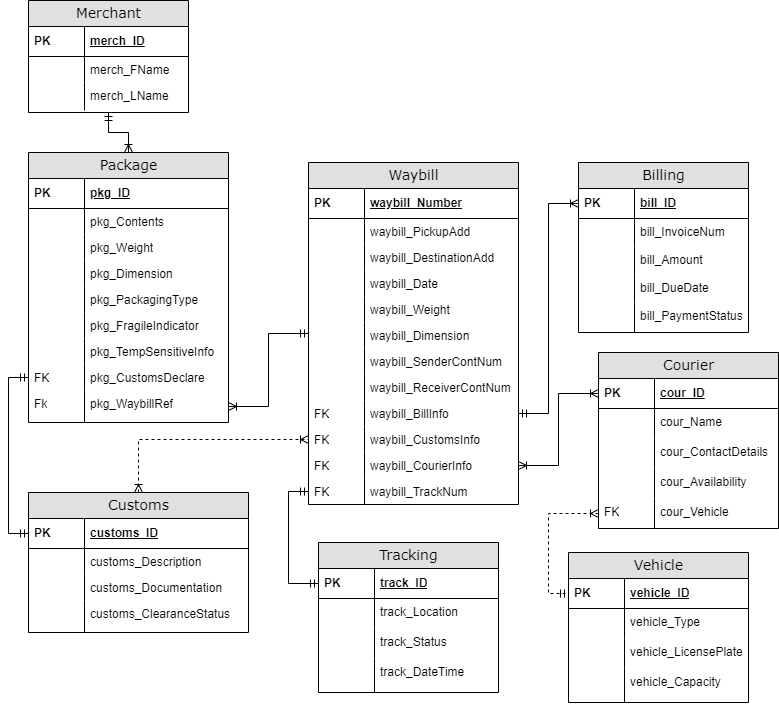 Merchant
PK merch_ID
merch_FName
merch_LName
Package
PK pkg_ID
pkg_Contents
pkg_Weight
pkg_Dimension
pkg_PackagingType
pkg_FragileIndicator
pkg_TempSensitiveInfo
FK pkg_CustomsDeclare
Fk pkg_WaybillRef
Waybill
PK waybill_Number
waybill_PickupAdd
waybill_DestinationAdd
waybill_Date
waybill_Weight
waybill_Dimension
waybill_SenderContNum
waybill_ReceiverContNum
FK waybill_BillInfo
FK waybill_CustomsInfo
FK waybill_CourierInfo
FK waybill_TrackNum
Billing
PK bill_ID
bill_InvoiceNum
bill_Amount
bill_DueDate
bill_PaymentStatus
Courier
PK cour_ID
cour_Name
cour_ContactDetails
cour_Availability
FK cour_Vehicle
Customs
PK customs_ID
customs_Description
customs_Documentation
customs_ClearanceStatus
Tracking
PK track_ID
track_Location
track_Status
track_DateTime
Vehicle
PK vehicle_ID
vehicle_Type
vehicle_LicensePlate
vehicle_Capacity